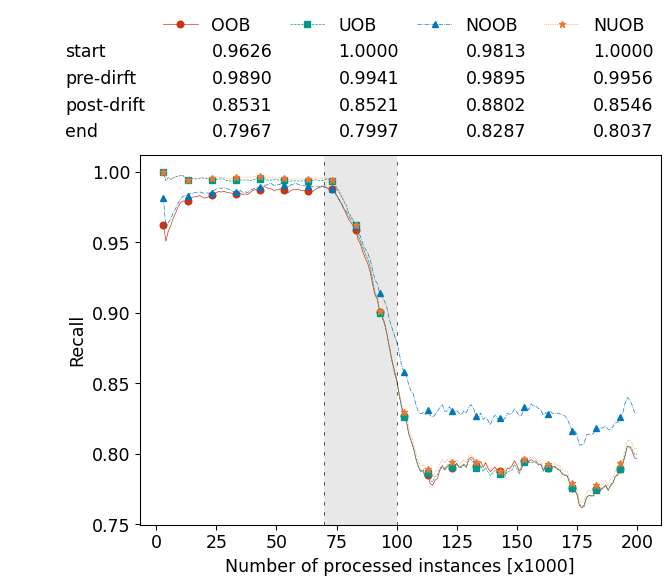 OOB UOB NOOB NUOB
start 0.9626 1.0000 0.9813 1.0000
pre-dirft 0.9890 0.9941 0.9895 0.9956
post-drift 0.8531 0.8521 0.8802 0.8546
end 0.7967 0.7997 0.8287 0.8037
1.00
0.95
0.90
0.85
0.80
0.75
Recall
0 25 50 75 100 125 150 175 200
Number of processed instances [x1000]